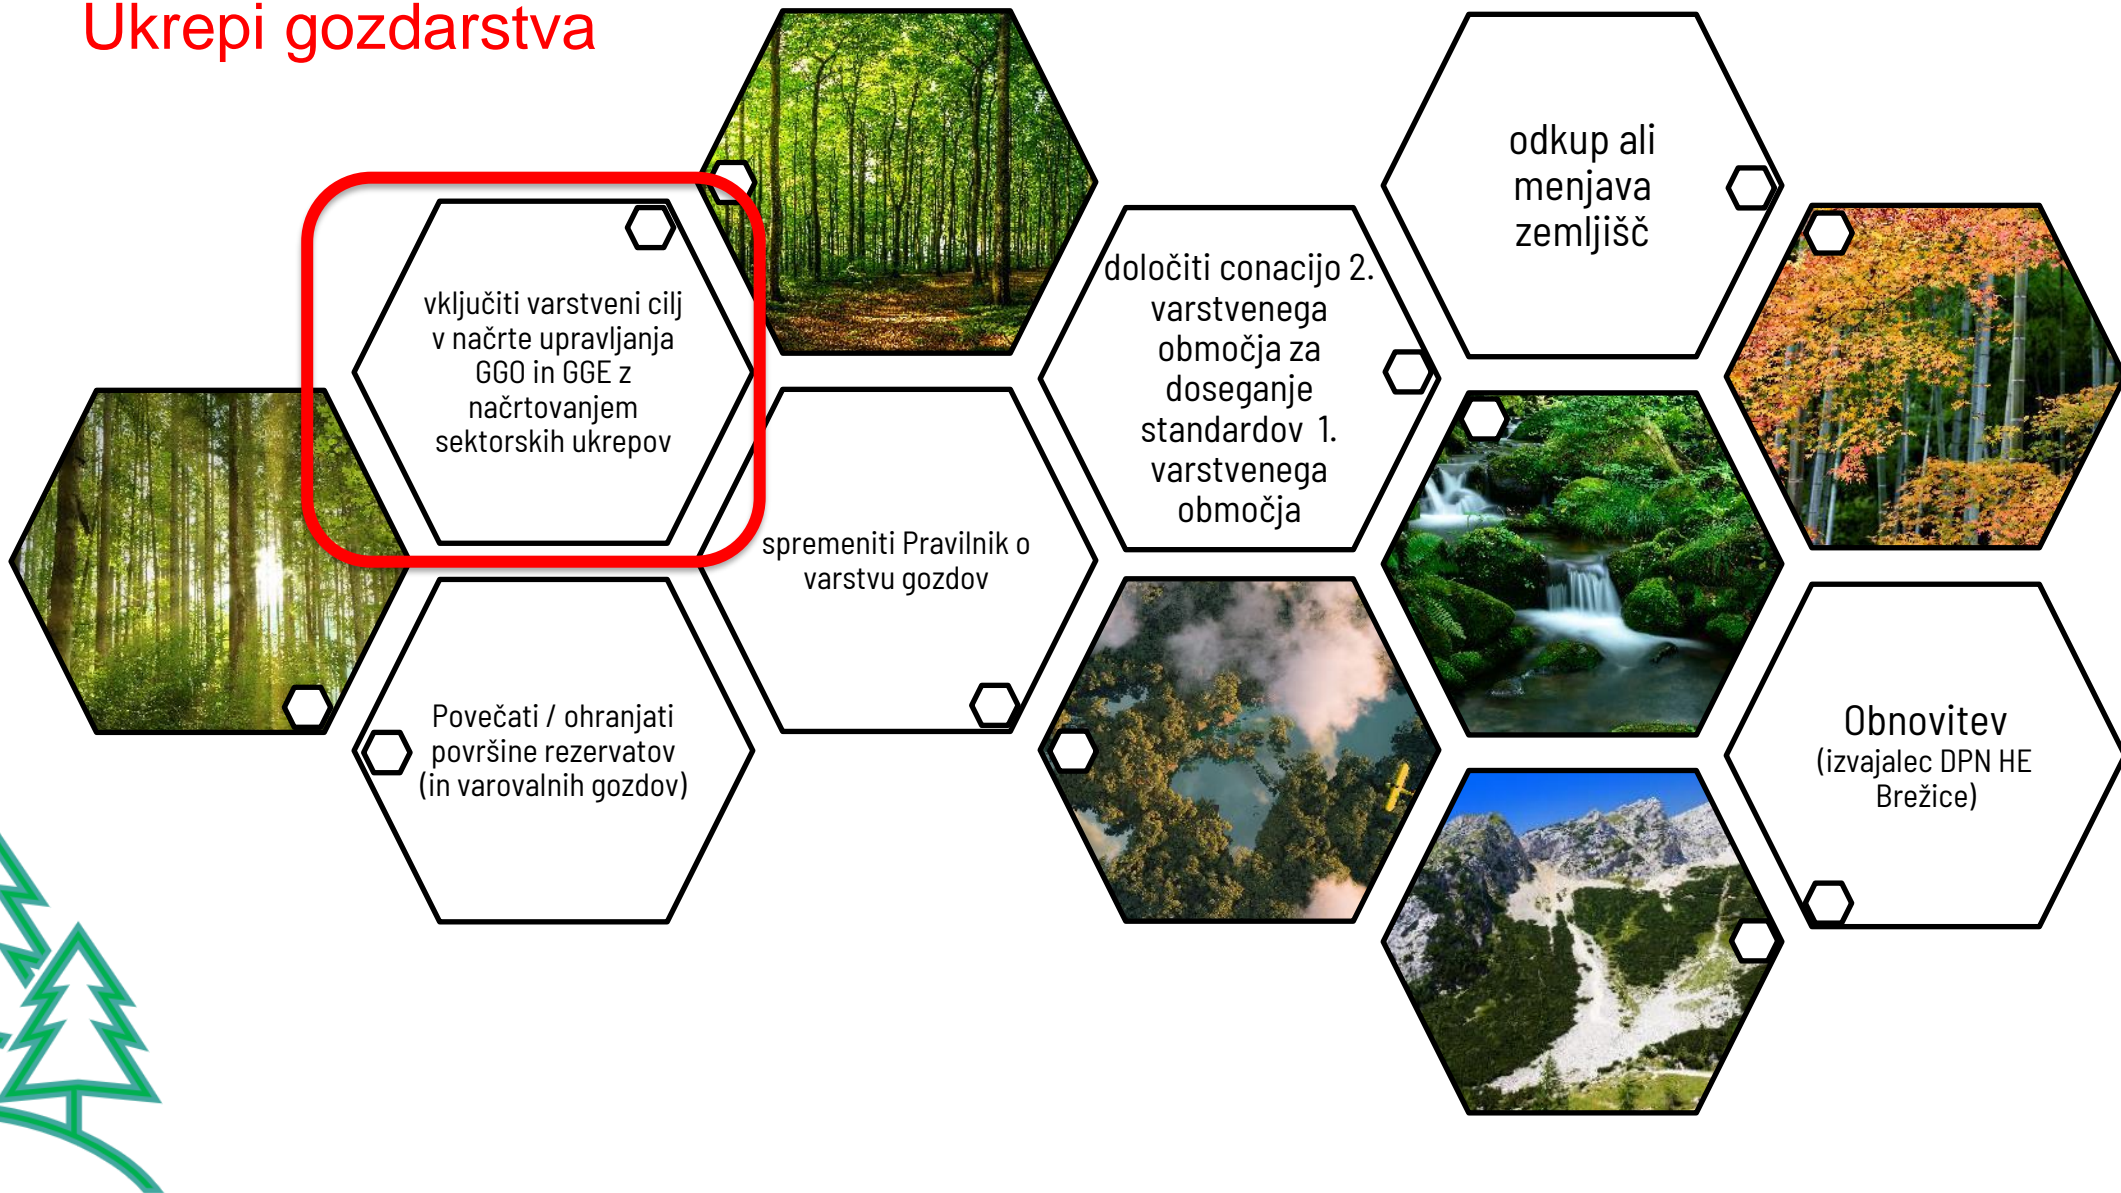 Ukrepi gozdarstva
vključiti varstveni cilj
v načrte upravljanja
GGO in GGE z
načrtovanjem
sektorskih ukrepov
Povečati / ohranjati
površine rezervatov
(in varovalnih gozdov)
spremeniti Pravilnik o
varstvu gozdov
določiti conacijo 2.
varstvenega
območja za
doseganje
standardov 1.
varstvenega
območja
odkup ali
menjava
zemljišč
Obnovitev
(izvajalec DPN HE
Brežice)